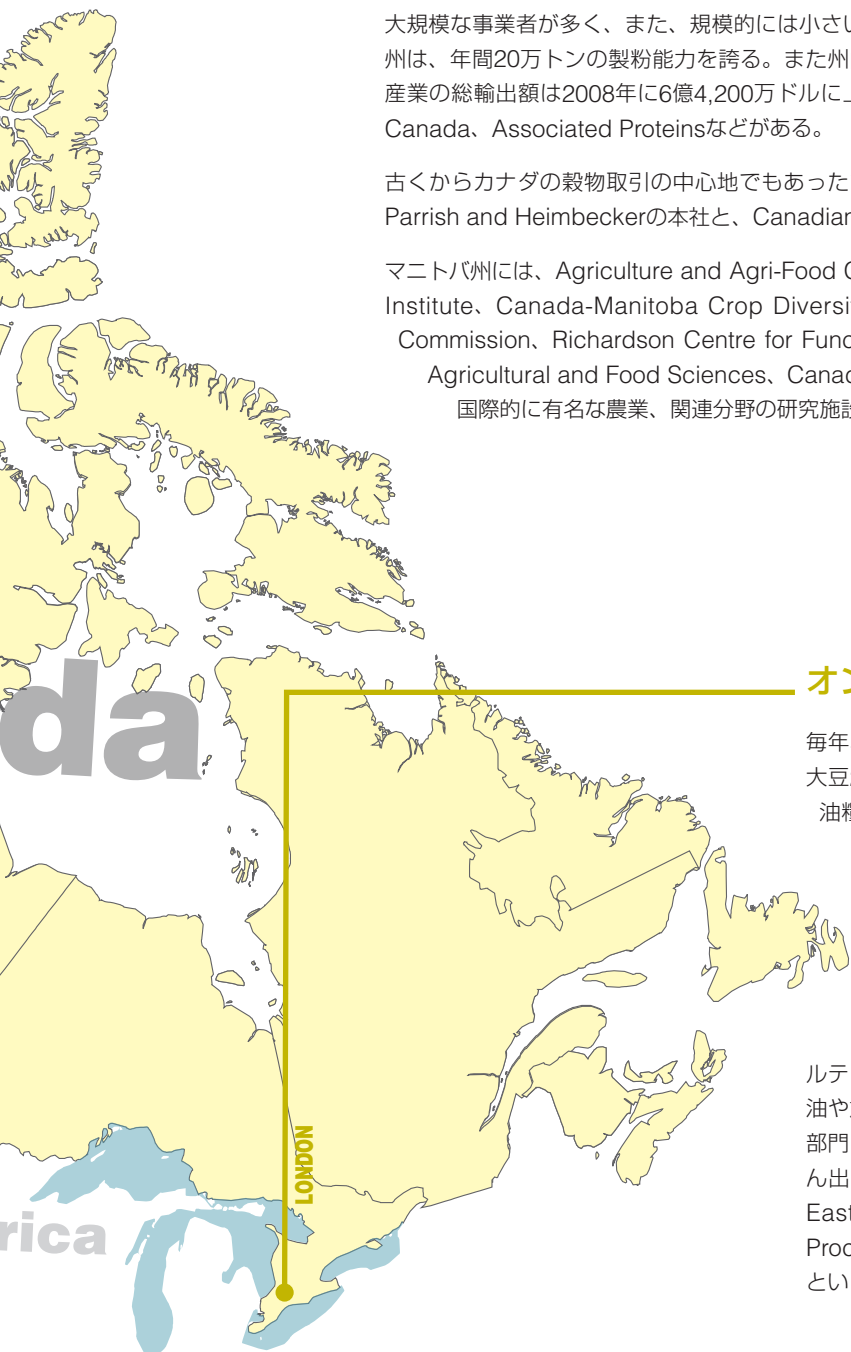 大規模な事業者が多く、また、規模的には小さい
州は、年間20万トンの製粉能力を誇る。また州
産業の総輸出額は2008年に6億4,200万ドルに上
Canada、Associated Proteinsなどがある。
古くからカナダの穀物取引の中心地でもあった
Parrish and Heimbeckerの本社と、Canadian
マニトバ州には、Agriculture and Agri-Food C
Institute、Canada-Manitoba Crop Diversi
Commission、Richardson Centre for Func
Agricultural and Food Sciences、Canad
国際的に有名な農業、関連分野の研究施設
da
オン
毎年
大豆
油糧
ルテ
油や
部門
ん出
East
Proc
とい
LONDON
rica